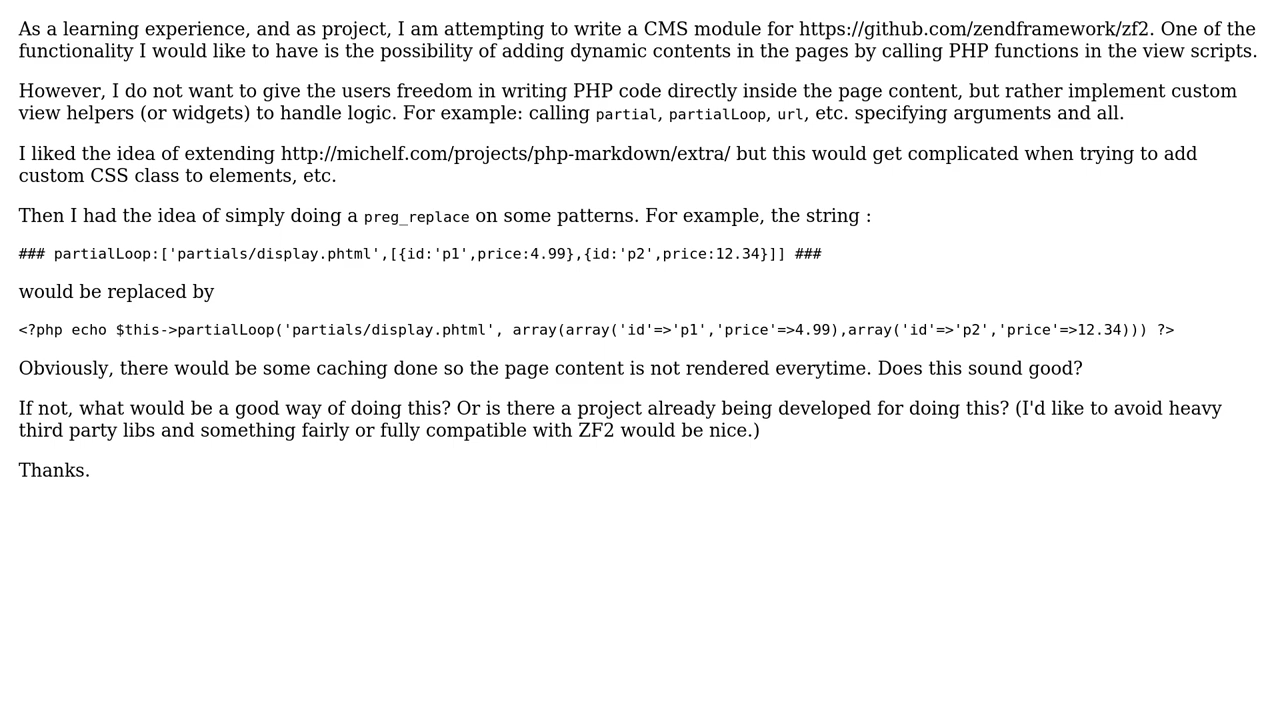 As a learning experience, and as project, I am attempting to write a CMS module for https://github.com/zendframework/zf2. One of the
functionality I would like to have is the possibility of adding dynamic contents in the pages by calling PHP functions in the view scripts.
However, I do not want to give the users freedom in writing PHP code directly inside the page content, but rather implement custom
view helpers (or widgets) to handle logic. For example: calling partial, partialLoop, url, etc. specifying arguments and all.
I liked the idea of extending http://michelf.com/projects/php-markdown/extra/ but this would get complicated when trying to add
custom CSS class to elements, etc.
Then I had the idea of simply doing a preg_replace on some patterns. For example, the string :
### partialLoop:['partials/display.phtml',[{id:'p1',price:4.99},{id:'p2',price:12.34}]] ###
would be replaced by
<?php echo $this->partialLoop('partials/display.phtml', array(array('id'=>'p1','price'=>4.99),array('id'=>'p2','price'=>12.34))) ?>
Obviously, there would be some caching done so the page content is not rendered everytime. Does this sound good?
If not, what would be a good way of doing this? Or is there a project already being developed for doing this? (I'd like to avoid heavy
third party libs and something fairly or fully compatible with ZF2 would be nice.)
Thanks.